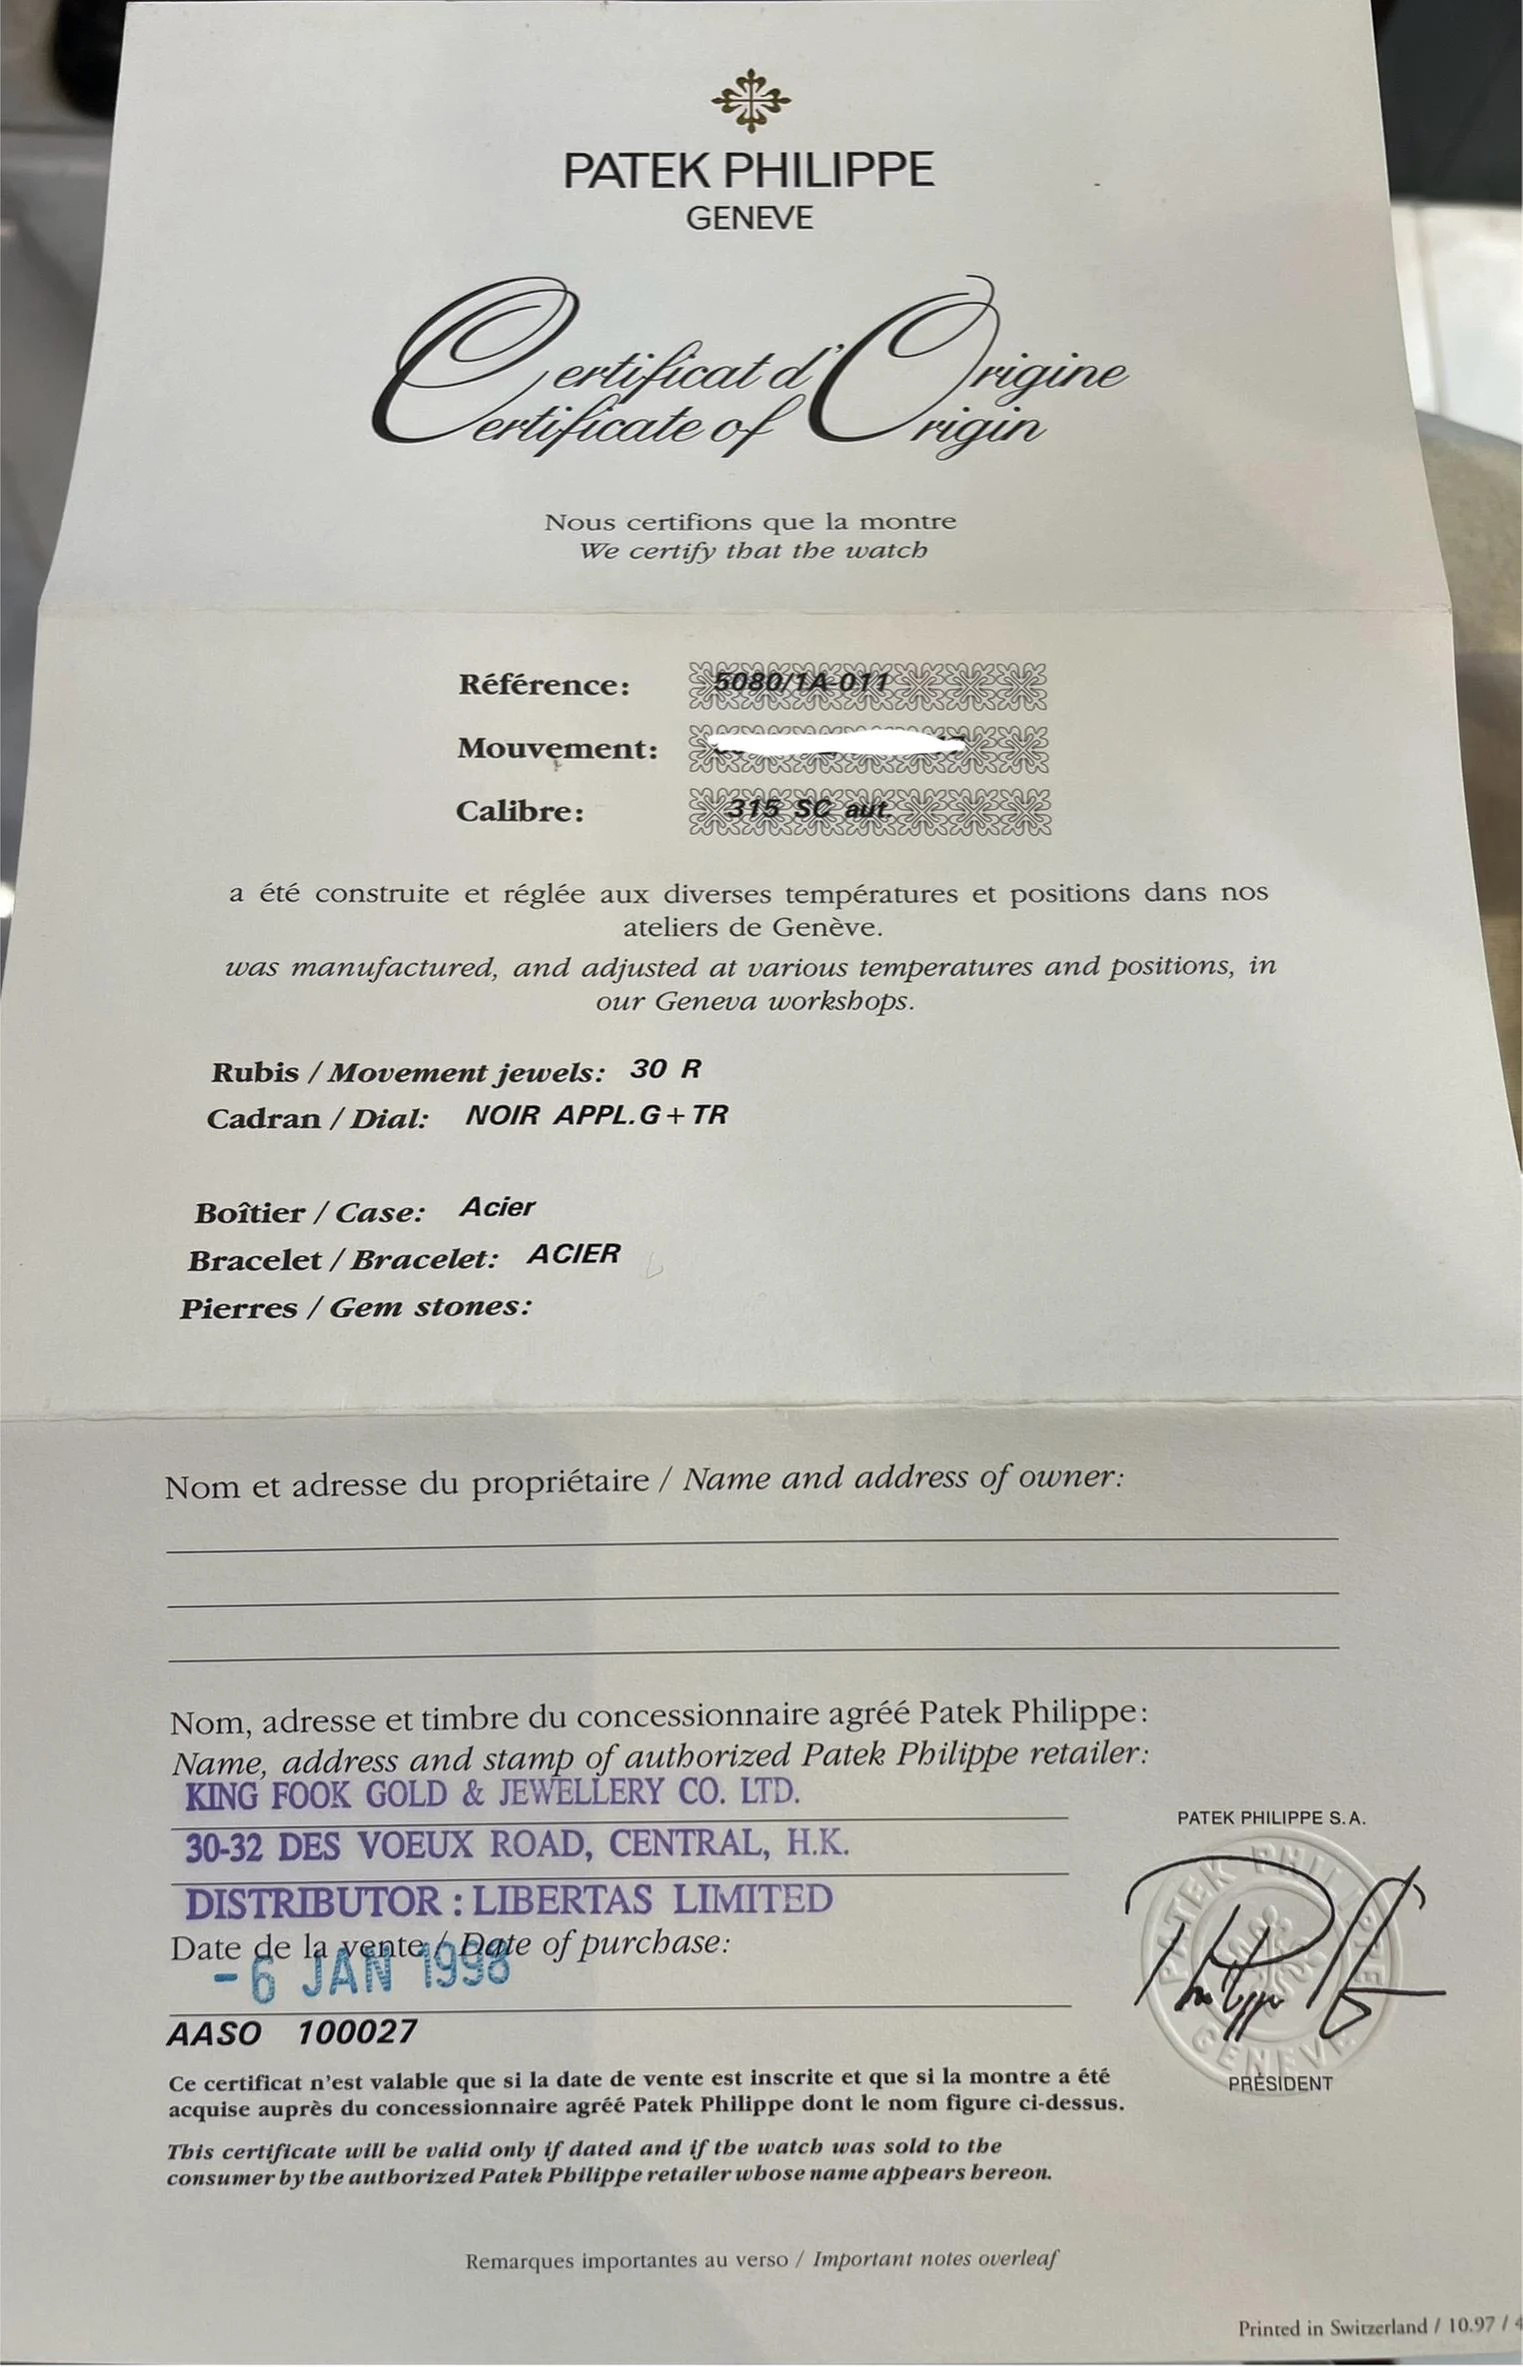 PATEK PHILIPPE
GENEVE
Certificat d'Origine
Certificate of Origin
Nous certifions que la montre
We certify that the watch
Référence: 5080/1A-011
Mouvement:
Calibre: 315 SC aut.
a été construite et réglée aux diverses températures et positions dans nos
ateliers de Genève.
was manufactured, and adjusted at various temperatures and positions, in
our Geneva workshops.
Rubis / Movement jewels: 30 R
Cadran / Dial: NOIR APPL.G+TR
Boîtier / Case: Acier
Bracelet / Bracelet: ACIER
Pierres / Gem stones:
Nom et adresse du propriétaire / Name and address of owner:
Nom, adresse et timbre du concessionnaire agréé Patek Philippe:
Name, address and stamp of authorized Patek Philippe retailer:
KING FOOK GOLD & JEWELLERY CO. LTD.
30-32 DES VOEUX ROAD, CENTRAL, H.K.
DISTRIBUTOR : LIBERTAS LIMITED
Date de la vente / Date of purchase:
-6 JAN 1998
AASO 100027
PATEK PHILIPPE S.A.
PATEK PHILIPPE
GENEVE
PRÉSIDENT
Ce certificat n'est valable que si la date de vente est inscrite et que si la montre a été
acquise auprès du concessionnaire agréé Patek Philippe dont le nom figure ci-dessus.
This certificate will be valid only if dated and if the watch was sold to the
consumer by the authorized Patek Philippe retailer whose name appears hereon.
Remarques importantes au verso / Important notes overleaf
Printed in Switzerland / 10.97 / 4